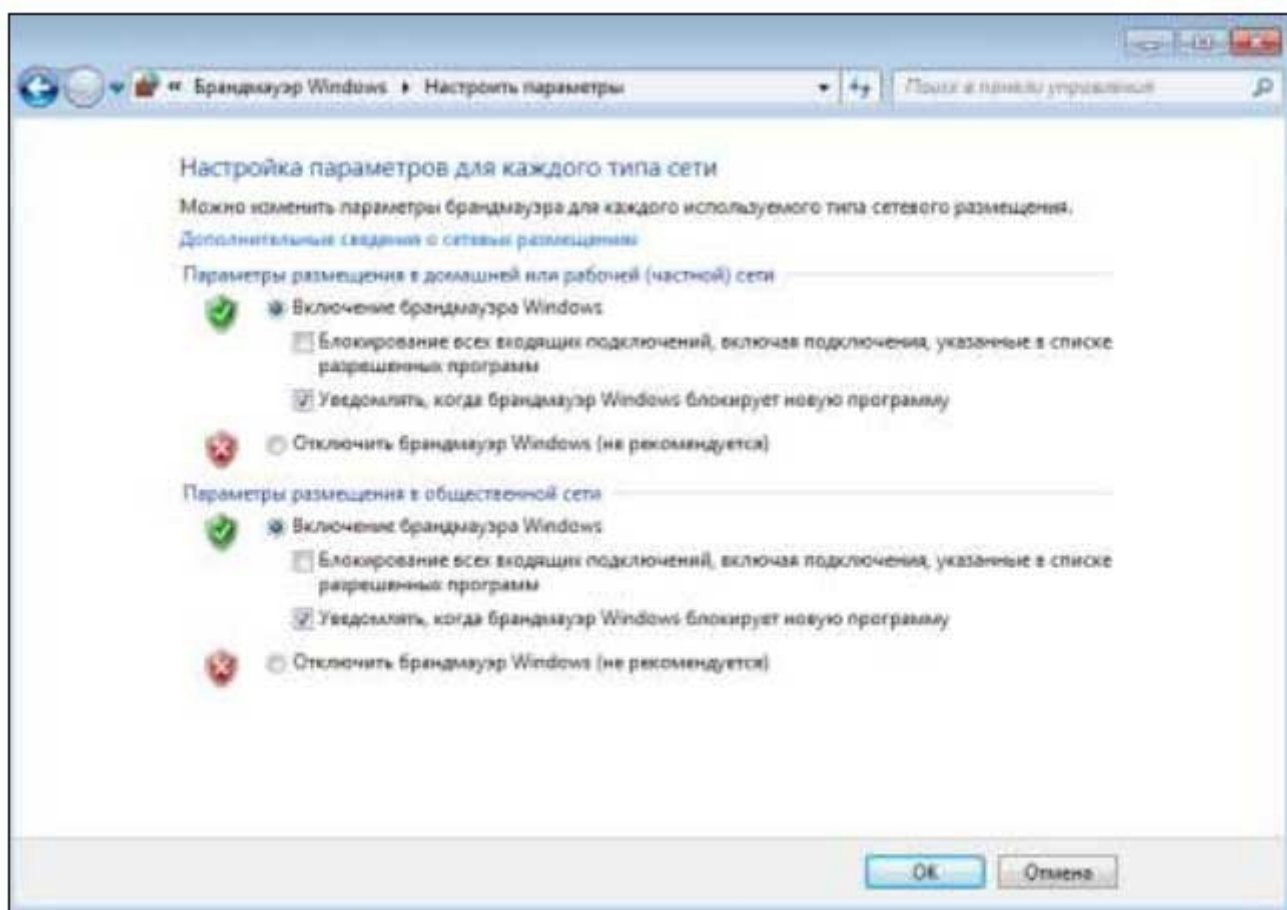 « Брандмауэр Windows ▸ Настроить параметры
Поиск в панели управления
Настройка параметров для каждого типа сети
Можно изменить параметры брандмауэра для каждого используемого типа сетевого размещения.
Дополнительные сведения о сетевых размещениях
Параметры размещения в домашней или рабочей (частной) сети
Включение брандмауэра Windows
Блокирование всех входящих подключений, включая подключения, указанные в списке
разрешенных программ
Уведомлять, когда брандмауэр Windows блокирует новую программу
Отключить брандмауэр Windows (не рекомендуется)
Параметры размещения в общественной сети
Включение брандмауэра Windows
Блокирование всех входящих подключений, включая подключения, указанные в списке
разрешенных программ
Уведомлять, когда брандмауэр Windows блокирует новую программу
Отключить брандмауэр Windows (не рекомендуется)
ОК
Отмена